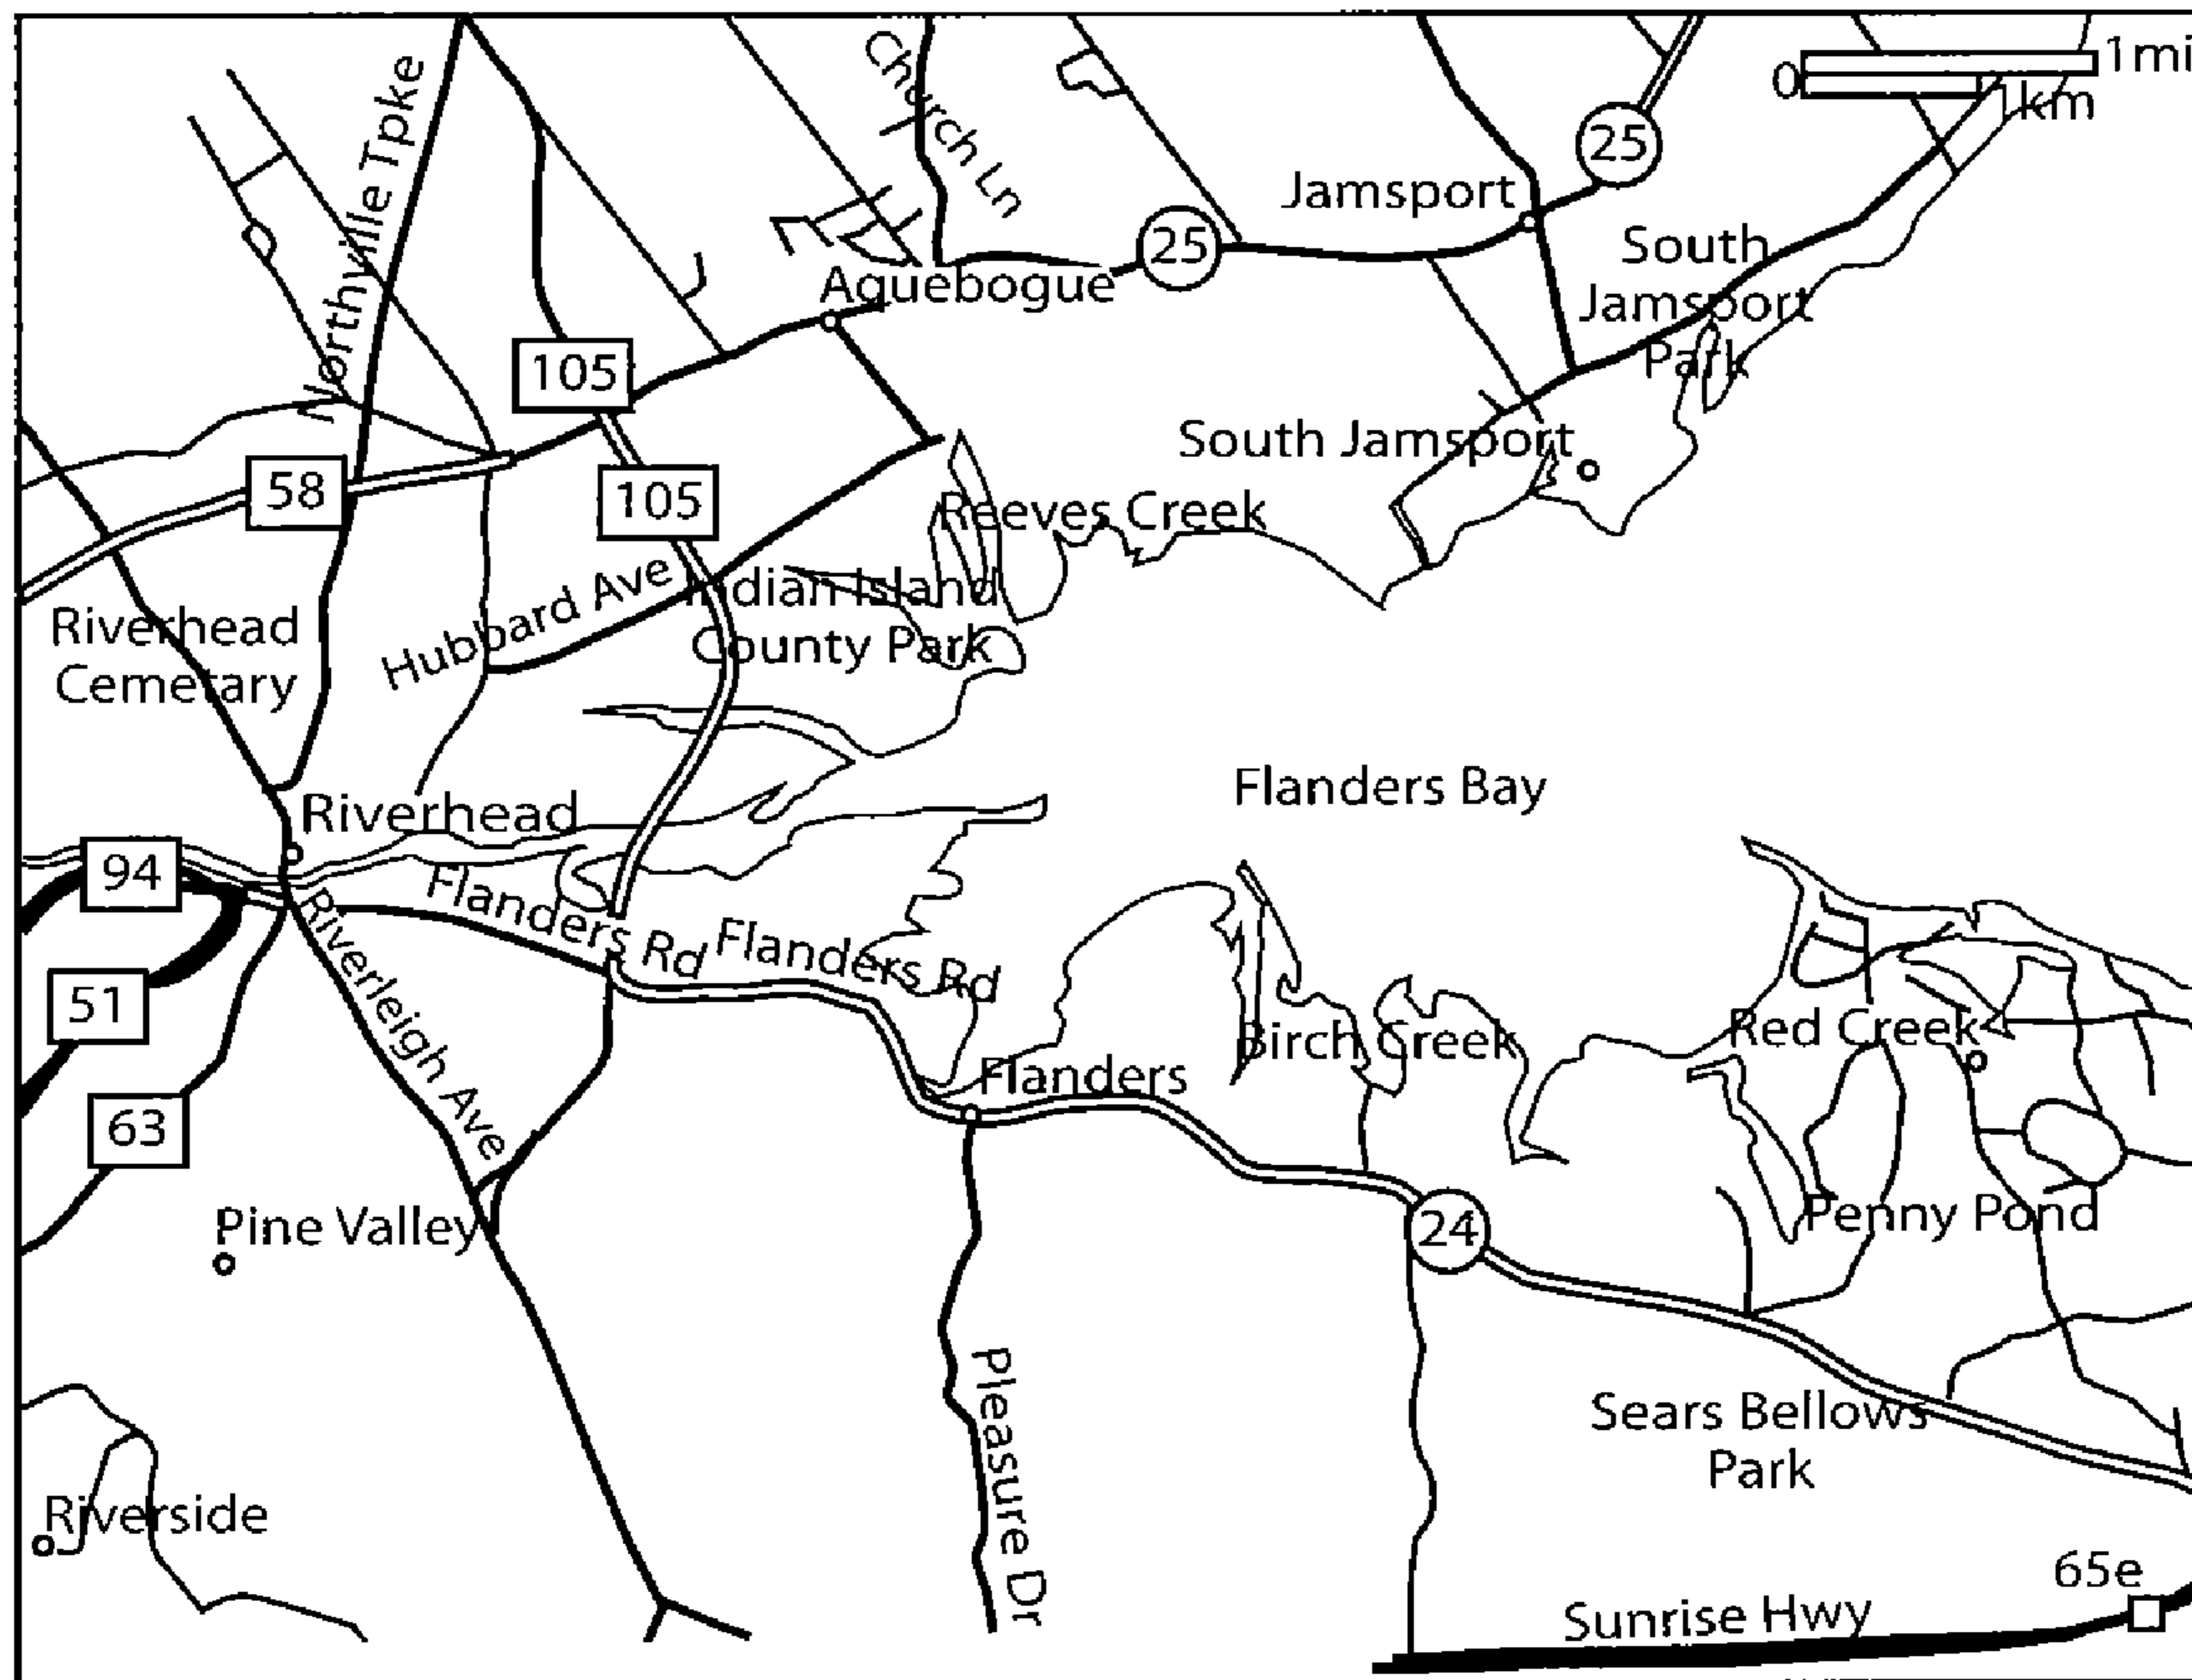 1mi
0
1km
Northville Tpke
Church Ln
25
Jamsport
25
South
Jamsport
Park
Aquebogue
105
South Jamsport
58
105
Reeves Creek
Hubbard Ave
Indian Island
County Park
Riverhead
Cemetary
Flanders Bay
Riverhead
94
Flanders Rd
Flanders Rd
Riverleigh Ave
51
Red Creek
Birch Creek
Flanders
63
Pine Valley
24
Penny Pond
Pleasure Dr
Sears Bellows
Park
Riverside
65e
Sunrise Hwy